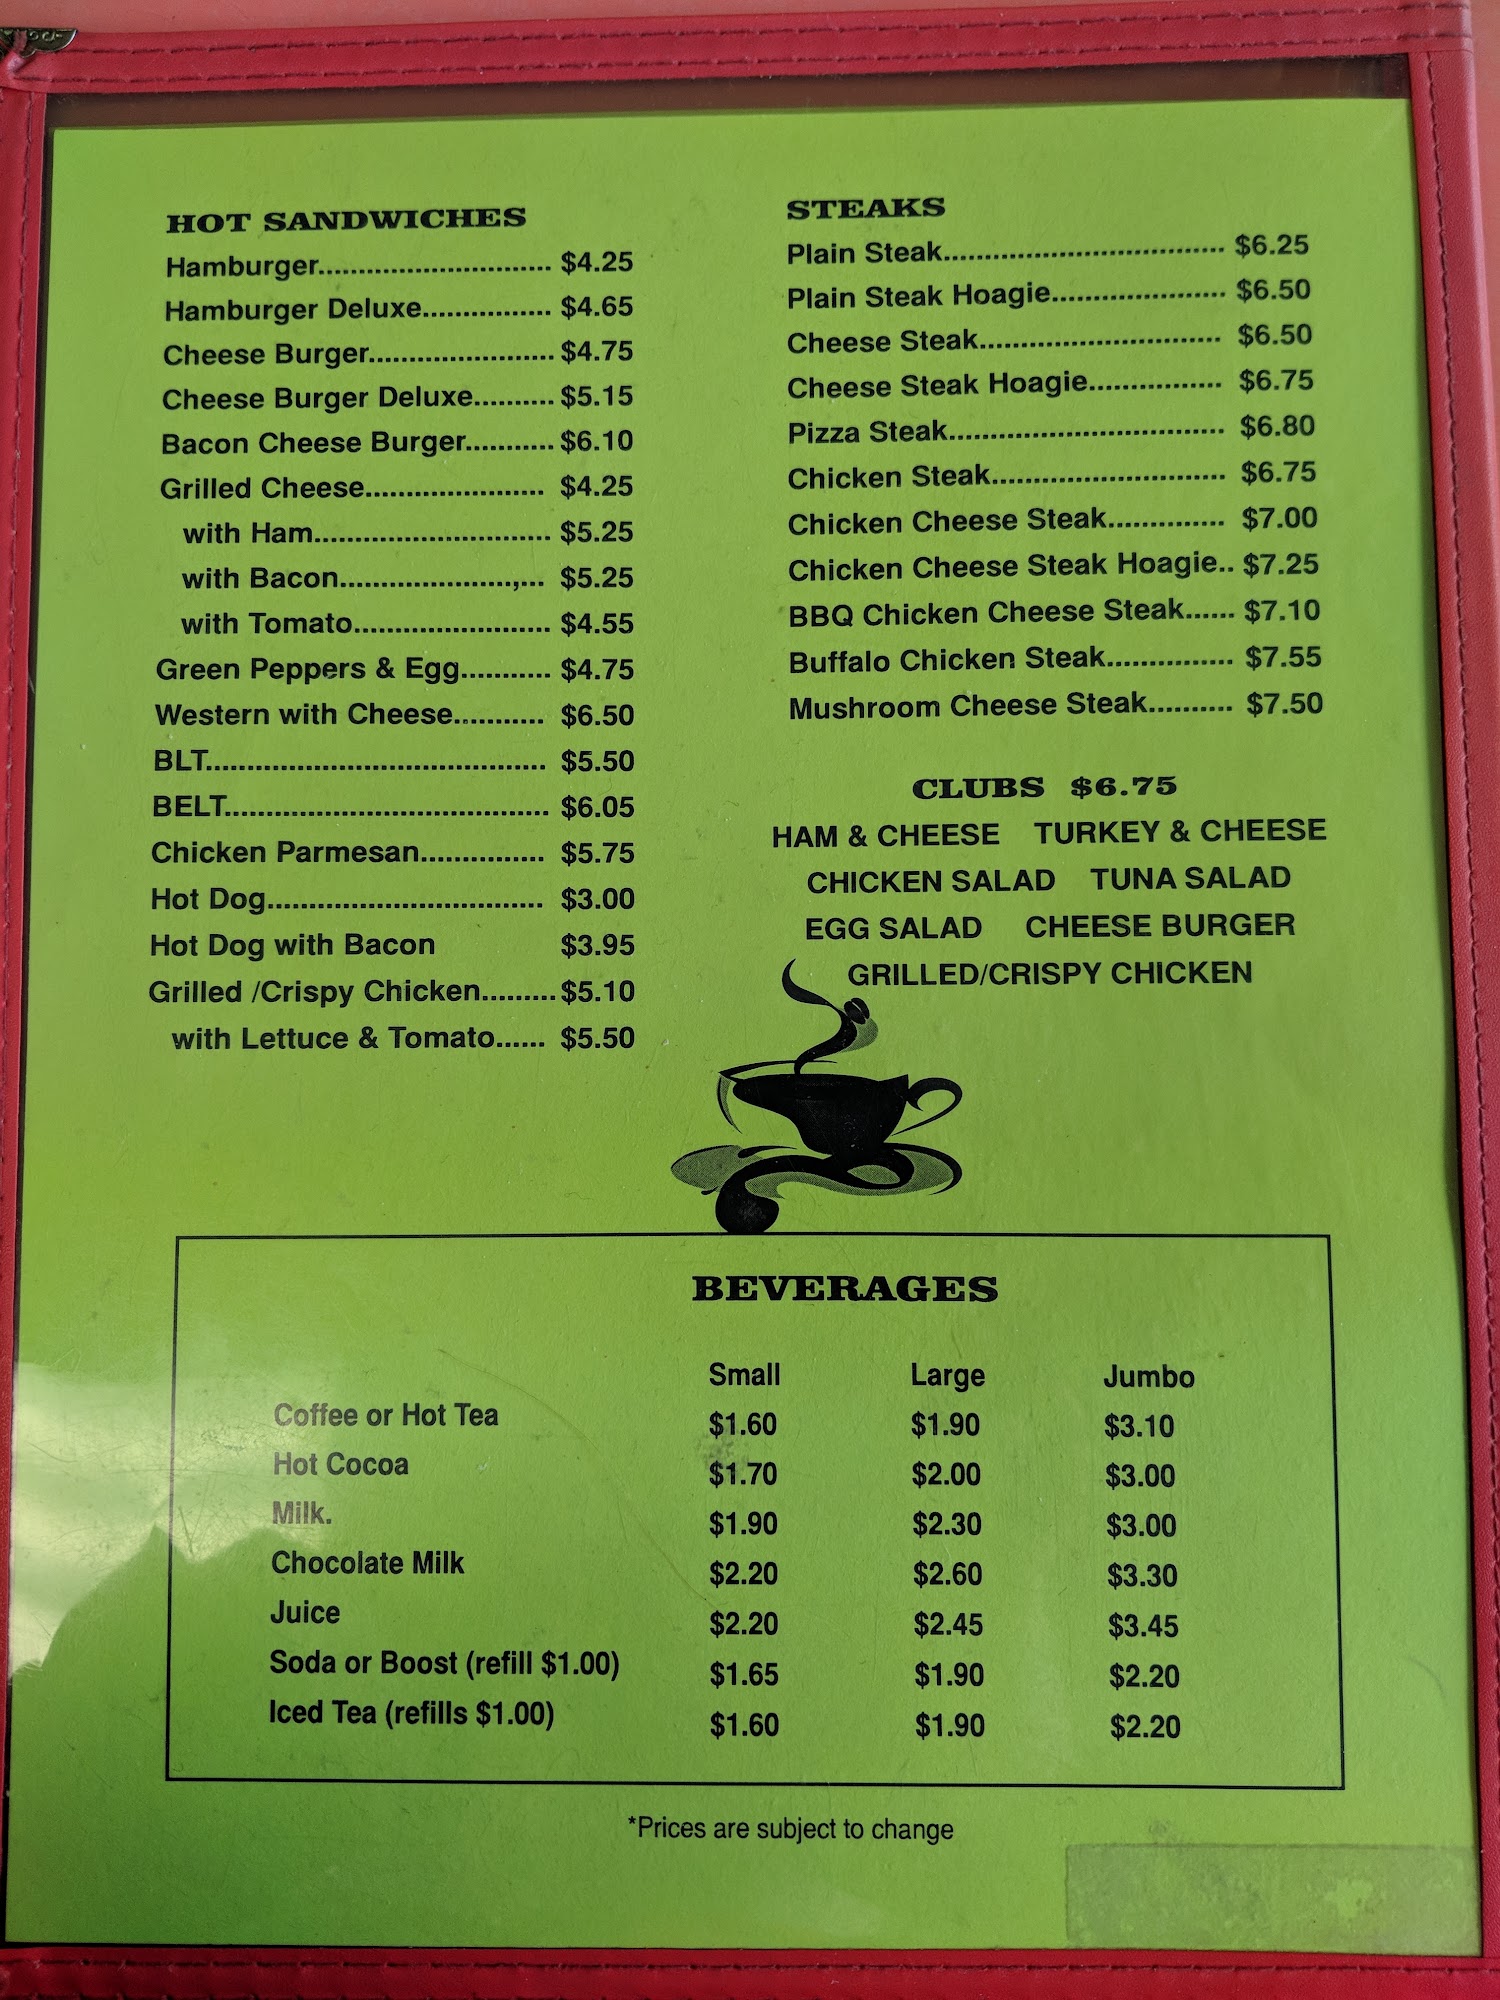 HOT SANDWICHES
Hamburger............................ $4.25
Hamburger Deluxe................ $4.65
Cheese Burger....................... $4.75
Cheese Burger Deluxe.......... $5.15
Bacon Cheese Burger........... $6.10
Grilled Cheese...................... $4.25
with Ham............................. $5.25
with Bacon.....................,... $5.25
with Tomato........................ $4.55
Green Peppers & Egg........... $4.75
Western with Cheese........... $6.50
BLT......................................... $5.50
BELT....................................... $6.05
Chicken Parmesan............... $5.75
Hot Dog................................. $3.00
Hot Dog with Bacon $3.95
Grilled /Crispy Chicken.........$5.10
with Lettuce & Tomato...... $5.50
STEAKS
Plain Steak.................................. $6.25
Plain Steak Hoagie..................... $6.50
Cheese Steak............................. $6.50
Cheese Steak Hoagie................ $6.75
Pizza Steak................................. $6.80
Chicken Steak............................ $6.75
Chicken Cheese Steak.............. $7.00
Chicken Cheese Steak Hoagie.. $7.25
BBQ Chicken Cheese Steak...... $7.10
Buffalo Chicken Steak............... $7.55
Mushroom Cheese Steak.......... $7.50
CLUBS $6.75
HAM & CHEESE TURKEY & CHEESE
CHICKEN SALAD TUNA SALAD
EGG SALAD CHEESE BURGER
GRILLED/CRISPY CHICKEN
BEVERAGES
Small Large Jumbo
Coffee or Hot Tea $1.60 $1.90 $3.10
Hot Cocoa $1.70 $2.00 $3.00
Milk. $1.90 $2.30 $3.00
Chocolate Milk $2.20 $2.60 $3.30
Juice $2.20 $2.45 $3.45
Soda or Boost (refill $1.00) $1.65 $1.90 $2.20
Iced Tea (refills $1.00) $1.60 $1.90 $2.20
*Prices are subject to change